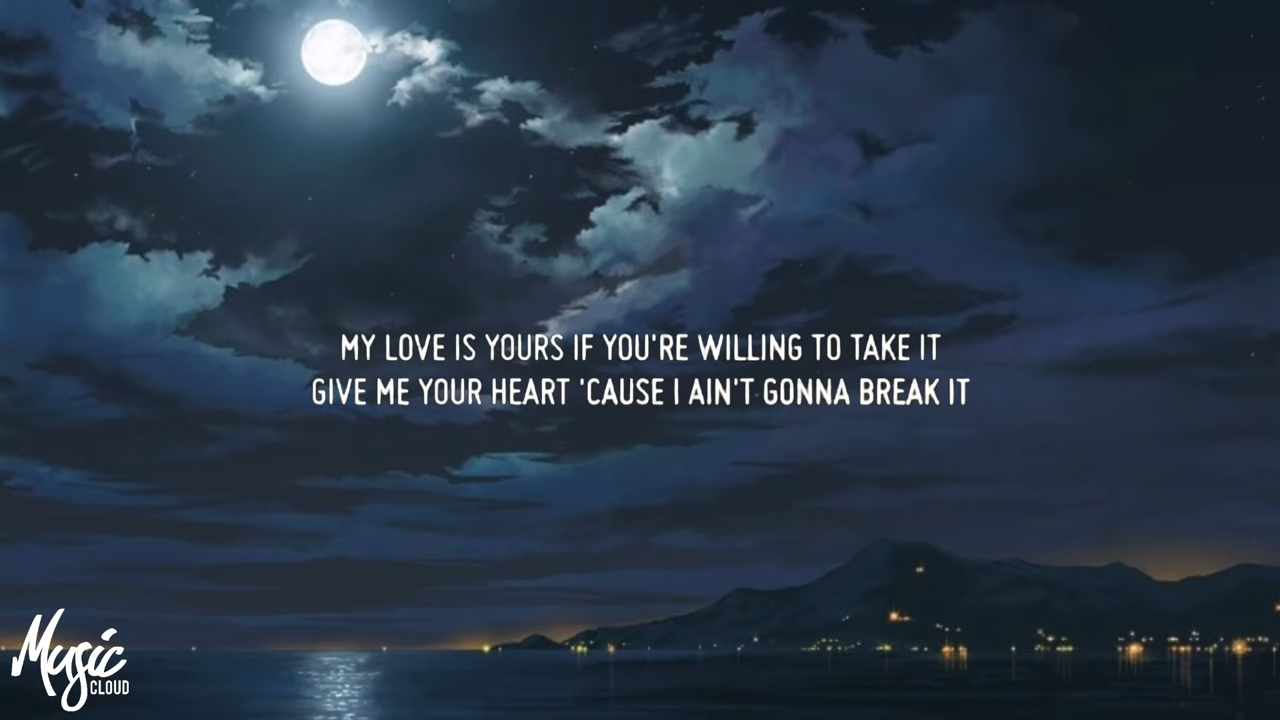 MY LOVE IS YOURS IF YOU'RE WILLING TO TAKE IT
GIVE ME YOUR HEART 'CAUSE I AIN'T GONNA BREAK IT
Music
CLOUD